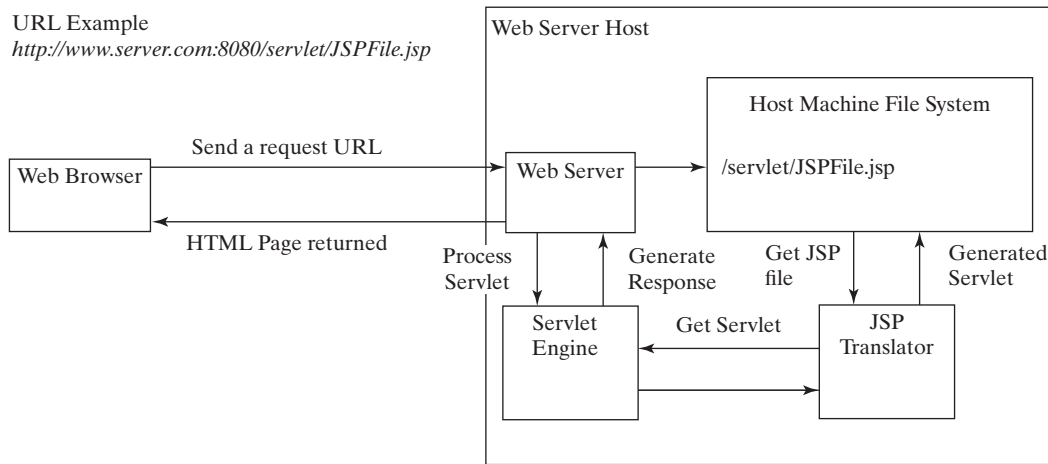 URL Example
http://www.server.com:8080/servlet/JSPFile.jsp
Web Server Host
Host Machine File System
/servlet/JSPFile.jsp
Send a request URL
Web Browser
Web Server
HTML Page returned
Process
Servlet
Generate
Response
Get JSP
file
Generated
Servlet
Servlet
Engine
Get Servlet
JSP
Translator